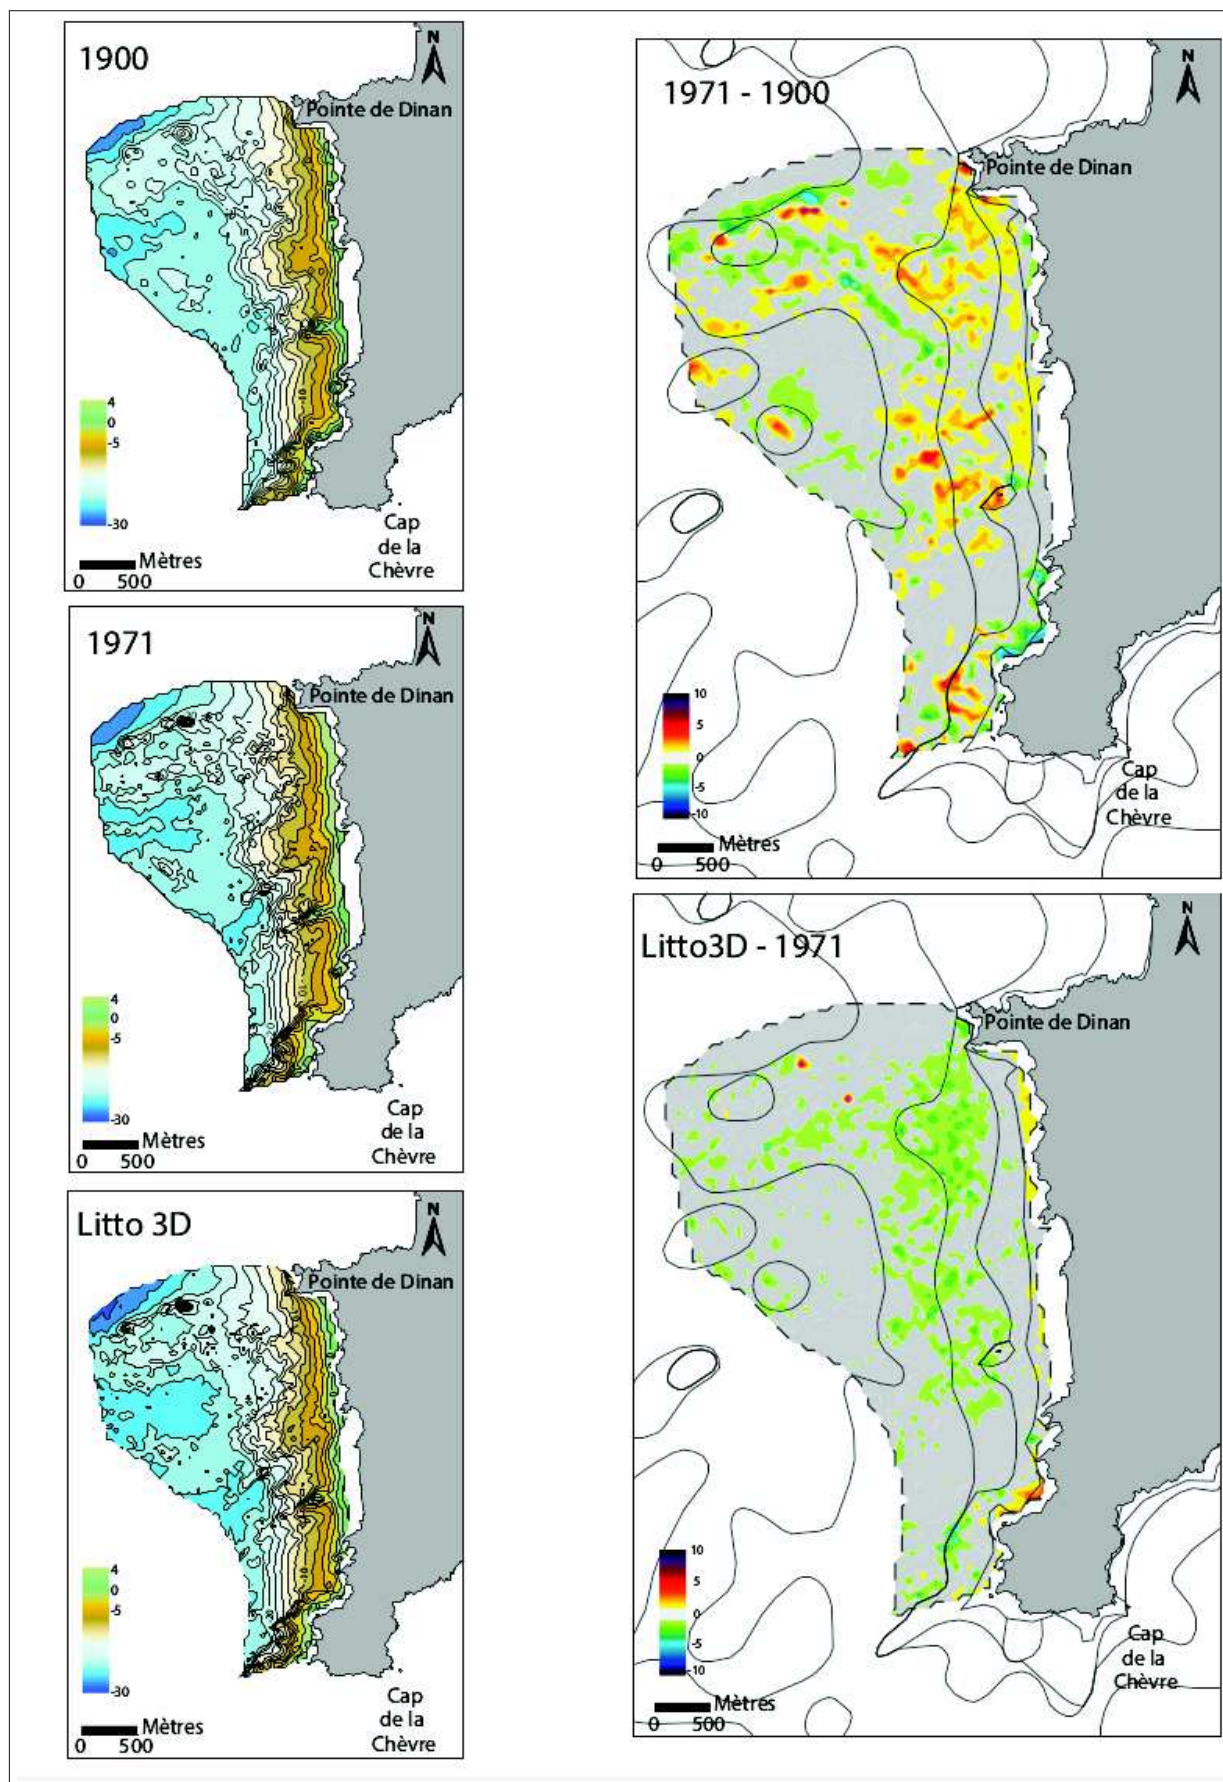 1900
N
Pointe de Dinan
4
0
-5
-30
-10
Mètres
0 500
Cap
de la
Chèvre
1971
N
Pointe de Dinan
4
0
-5
-30
-10
Mètres
0 500
Cap
de la
Chèvre
Litto 3D
N
Pointe de Dinan
4
0
-5
-30
-10
Mètres
0 500
Cap
de la
Chèvre
1971 - 1900
N
Pointe de Dinan
10
5
0
-5
-10
Mètres
0 500
Cap
de la
Chèvre
Litto3D - 1971
N
Pointe de Dinan
10
5
0
-5
-10
Mètres
0 500
Cap
de la
Chèvre